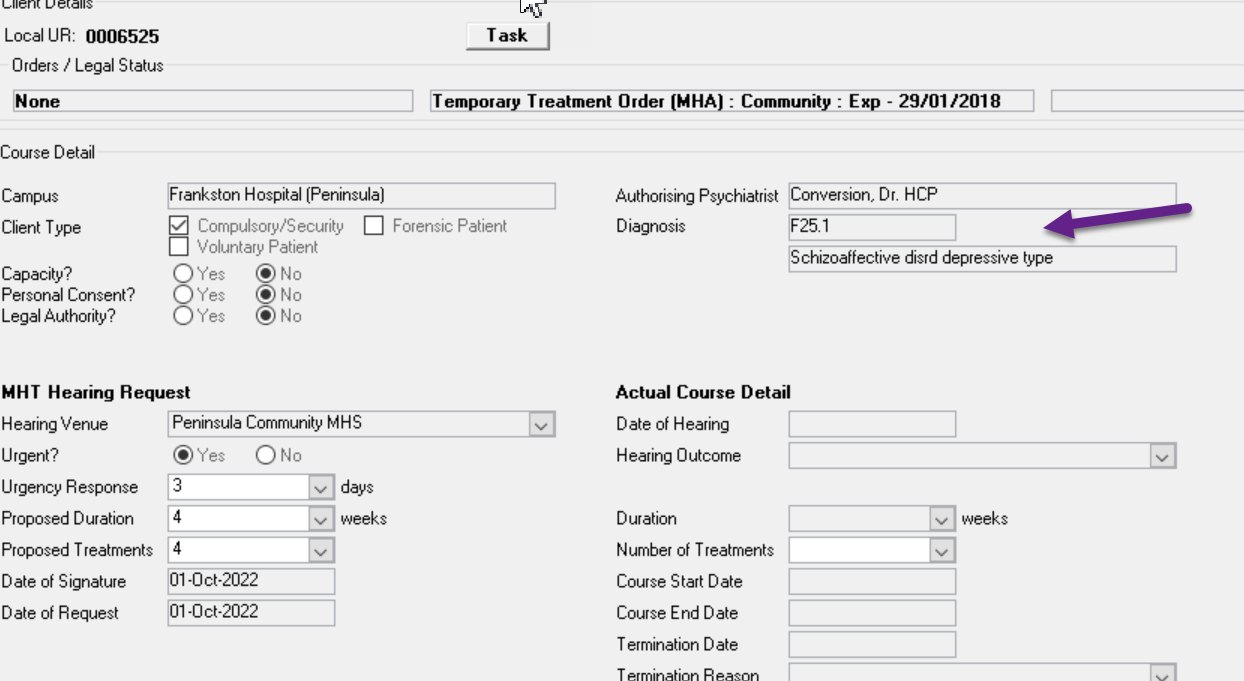 Client Details
Local UR: 0006525
Task
Orders / Legal Status
None
Temporary Treatment Order (MHA) : Community : Exp - 29/01/2018
Course Detail
Campus
Frankston Hospital (Peninsula)
Client Type
Compulsory/Security
Forensic Patient
Voluntary Patient
Capacity?
Yes
No
Personal Consent?
Yes
No
Legal Authority?
Yes
No
Authorising Psychiatrist
Conversion, Dr. HCP
Diagnosis
F25.1
Schizoaffective disrd depressive type
MHT Hearing Request
Hearing Venue
Peninsula Community MHS
Urgent?
Yes
No
Urgency Response
3
days
Proposed Duration
4
weeks
Proposed Treatments
4
Date of Signature
01-Oct-2022
Date of Request
01-Oct-2022
Actual Course Detail
Date of Hearing
Hearing Outcome
Duration
weeks
Number of Treatments
Course Start Date
Course End Date
Termination Date
Termination Reason